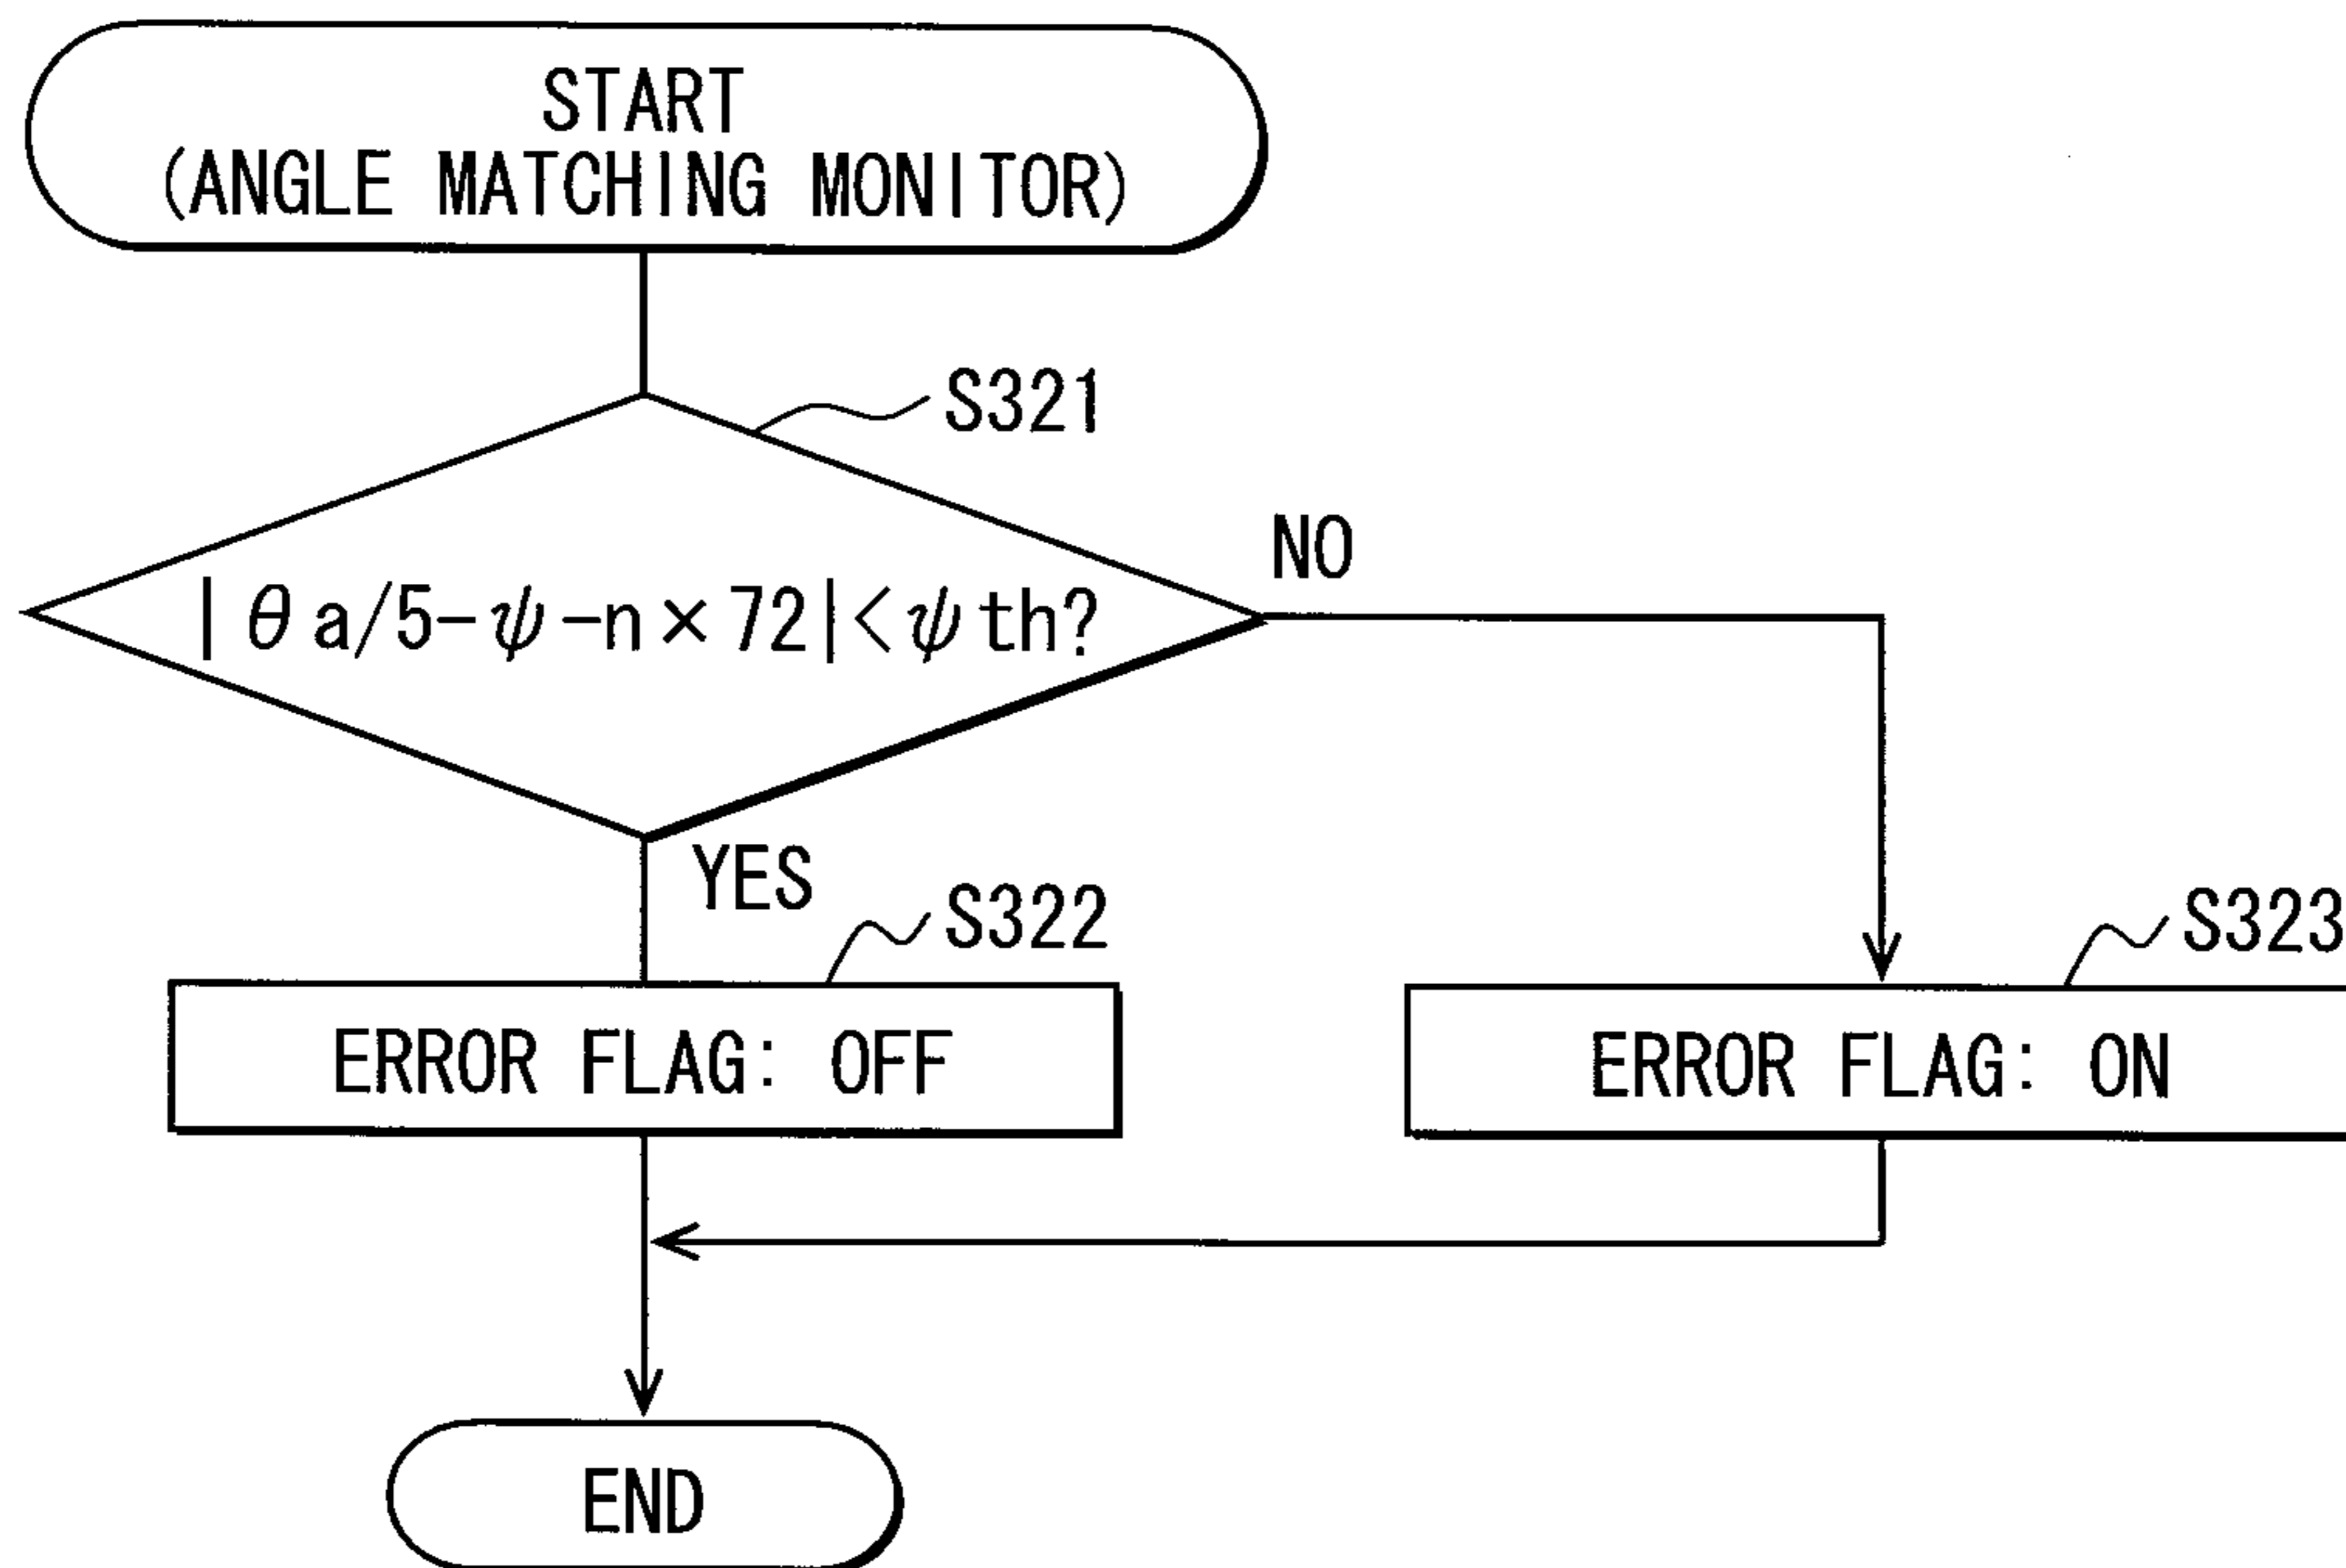 START
(ANGLE MATCHING MONITOR)
S321
NO
|θa/5-ψ-n×72|<ψth?
YES
S322
S323
ERROR FLAG: OFF
ERROR FLAG: ON
END